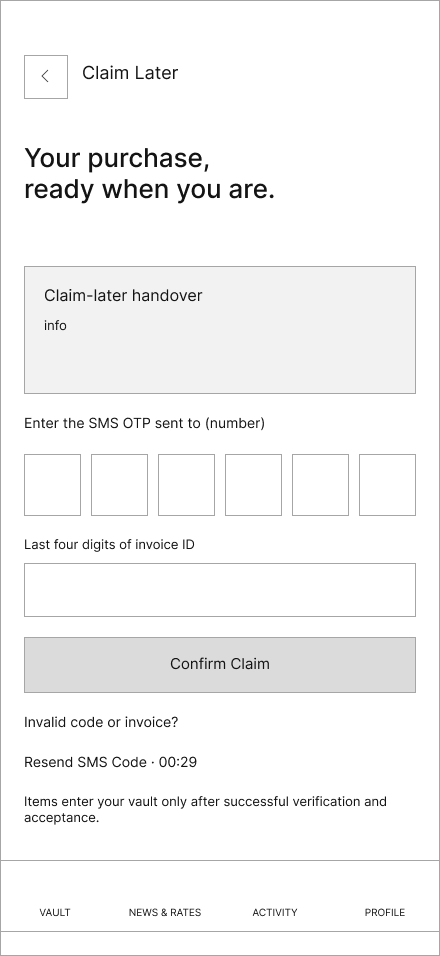 Claim Later
Your purchase,
ready when you are.
Claim-later handover
info
Enter the SMS OTP sent to (number)
Last four digits of invoice ID
Confirm Claim
Invalid code or invoice?
Resend SMS Code · 00:29
Items enter your vault only after successful verification and
acceptance.
VAULT NEWS & RATES ACTIVITY PROFILE